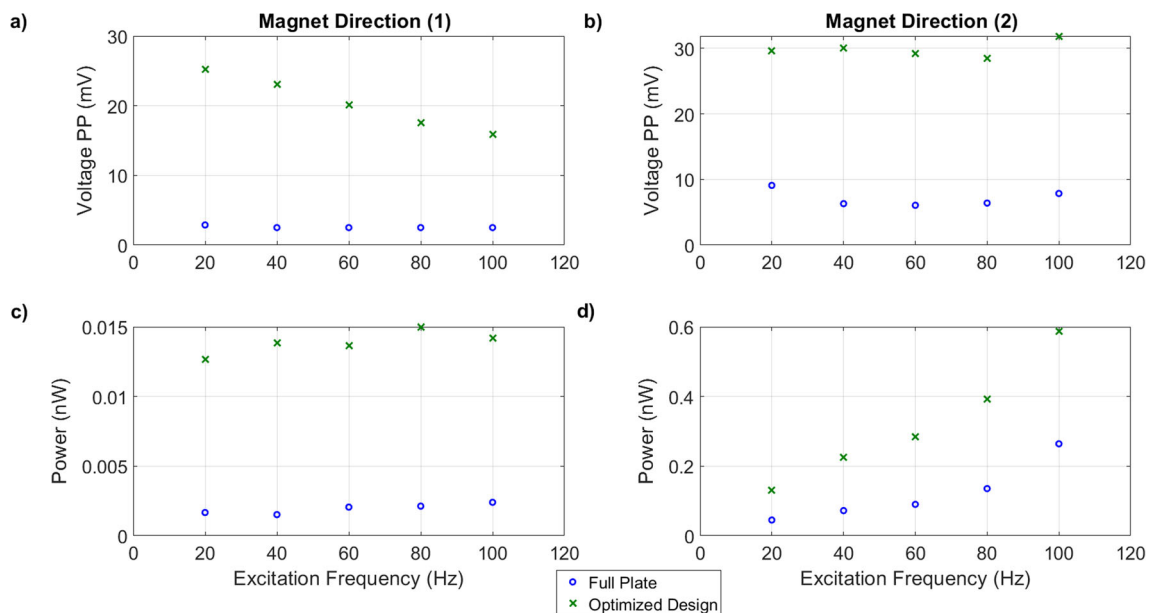 a)
Magnet Direction (1)
30
20
10
0
Voltage PP (mV)
0 20 40 60 80 100 120
b)
Magnet Direction (2)
30
20
10
0
Voltage PP (mV)
0 20 40 60 80 100 120
c)
0.015
0.01
0.005
0
Power (nW)
0 20 40 60 80 100 120
Excitation Frequency (Hz)
d)
0.6
0.4
0.2
0
Power (nW)
0 20 40 60 80 100 120
Excitation Frequency (Hz)
Full Plate
Optimized Design